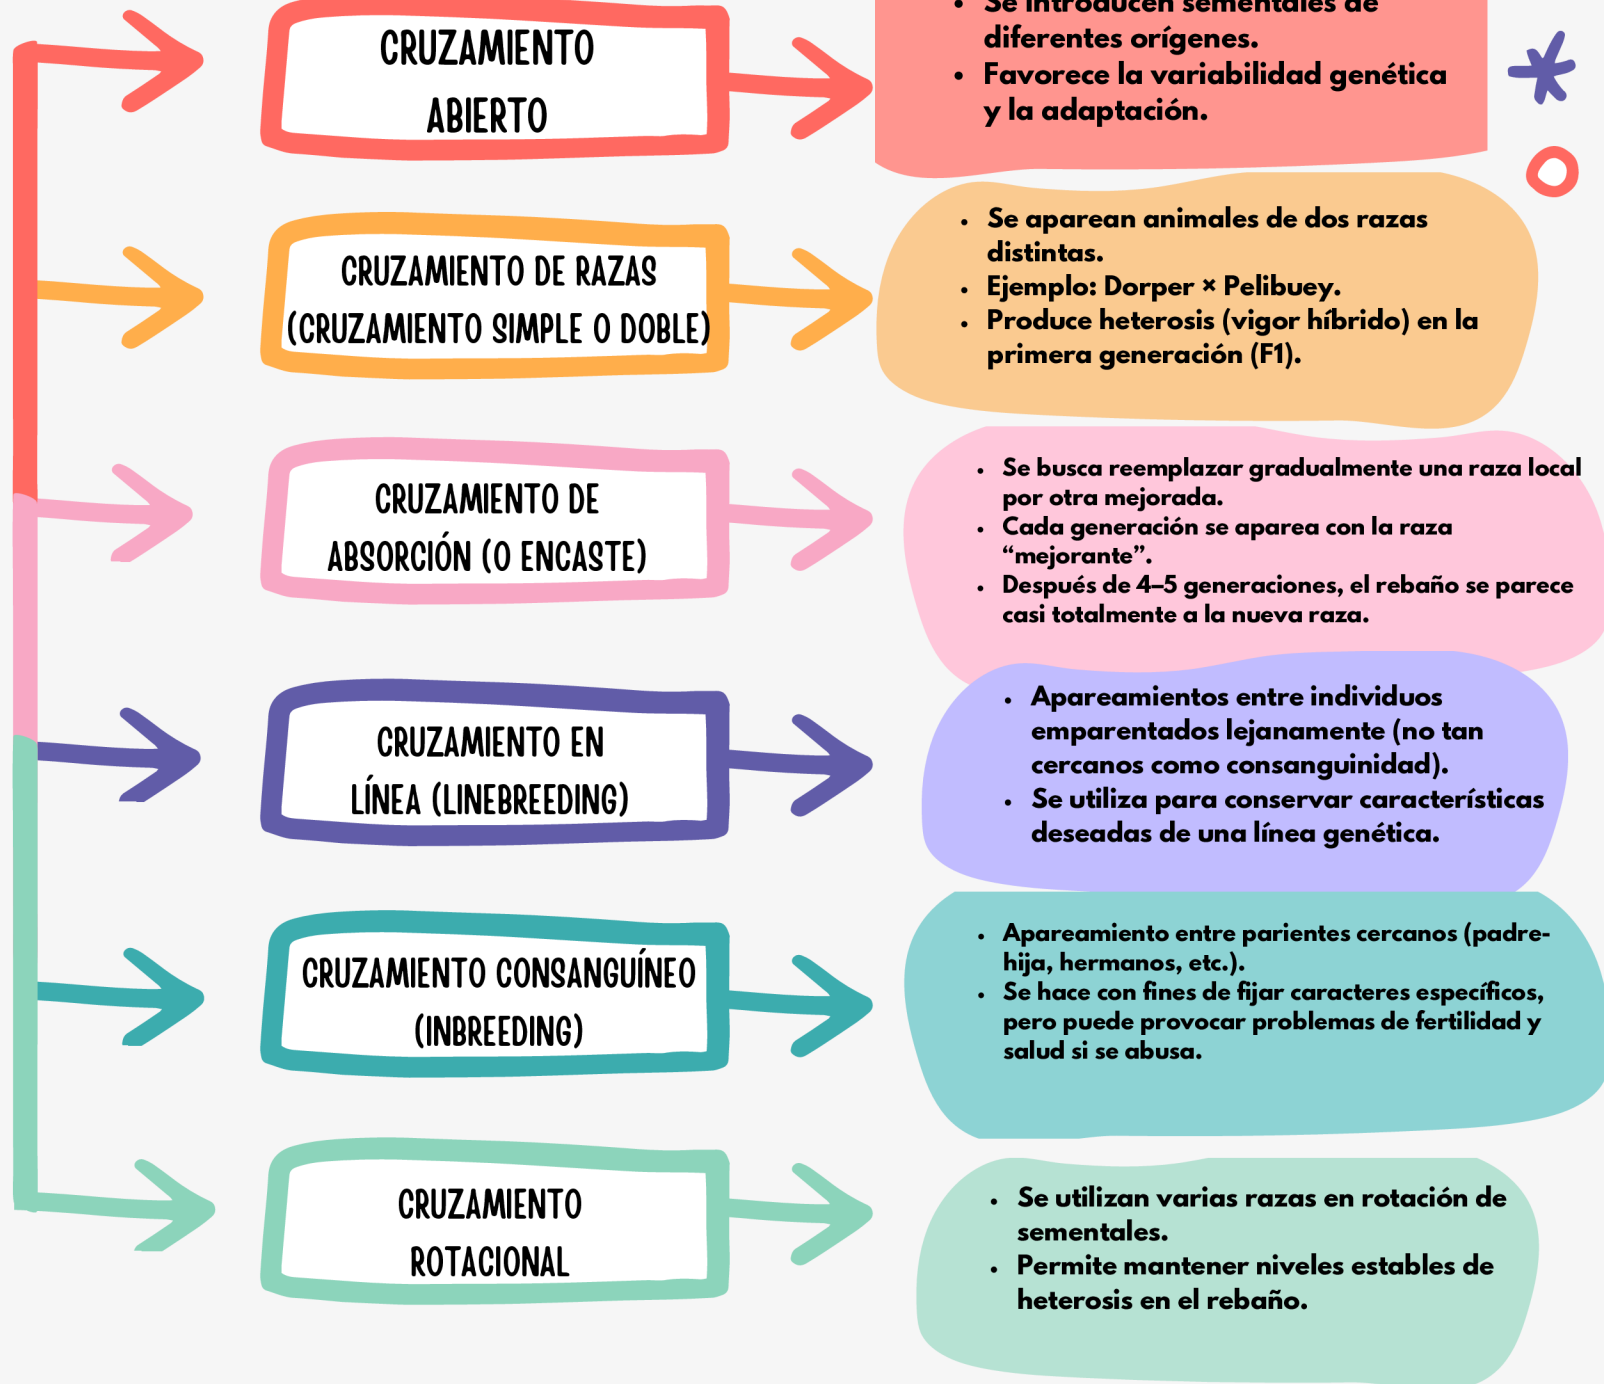 CRUZAMIENTO
ABIERTO
• Se introducen sementales de
diferentes orígenes.
• Favorece la variabilidad genética
y la adaptación.
CRUZAMIENTO DE RAZAS
(CRUZAMIENTO SIMPLE O DOBLE)
• Se aparean animales de dos razas
distintas.
• Ejemplo: Dorper × Pelibuey.
• Produce heterosis (vigor híbrido) en la
primera generación (F1).
CRUZAMIENTO DE
ABSORCIÓN (O ENCASTE)
• Se busca reemplazar gradualmente una raza local
por otra mejorada.
• Cada generación se aparea con la raza
“mejorante”.
• Después de 4–5 generaciones, el rebaño se parece
casi totalmente a la nueva raza.
CRUZAMIENTO EN
LÍNEA (LINEBREEDING)
• Apareamientos entre individuos
emparentados lejanamente (no tan
cercanos como consanguinidad).
• Se utiliza para conservar características
deseadas de una línea genética.
CRUZAMIENTO CONSANGUÍNEO
(INBREEDING)
• Apareamiento entre parientes cercanos (padre-
hija, hermanos, etc.).
• Se hace con fines de fijar caracteres específicos,
pero puede provocar problemas de fertilidad y
salud si se abusa.
CRUZAMIENTO
ROTACIONAL
• Se utilizan varias razas en rotación de
sementales.
• Permite mantener niveles estables de
heterosis en el rebaño.